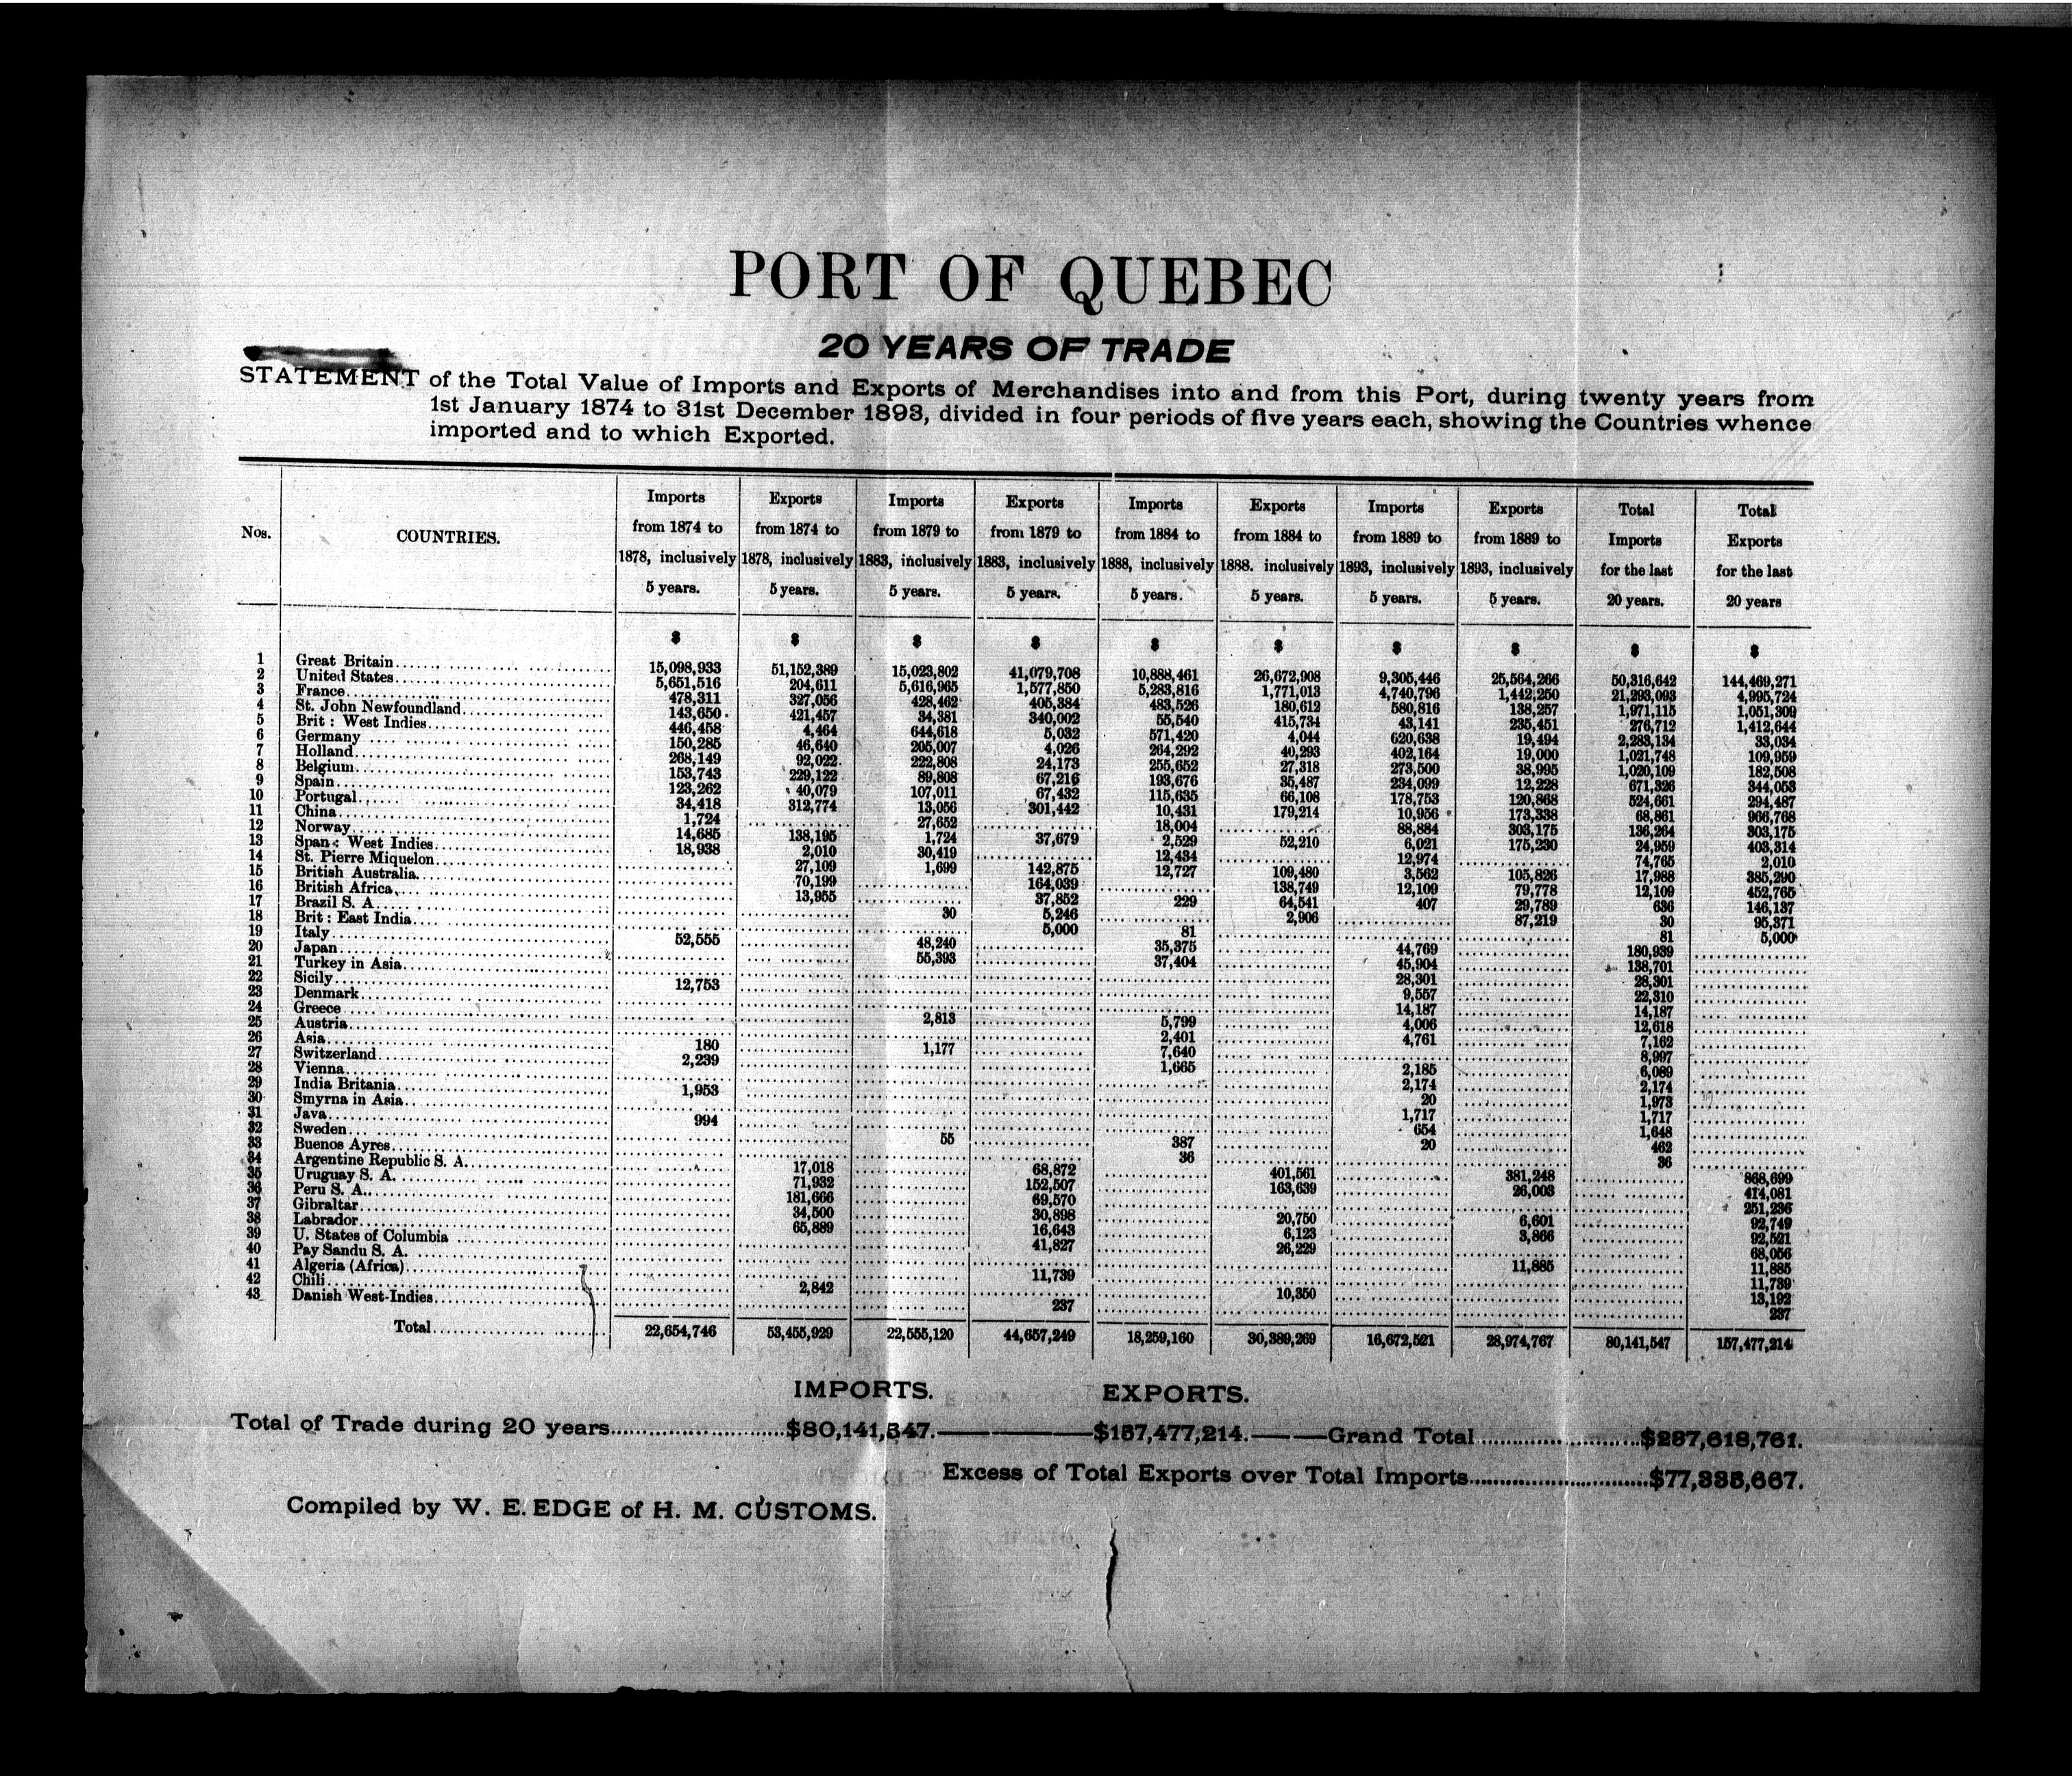 PORT OF QUEBEC
20 YEARS OF TRADE
STATEMENT of the Total Value of Imports and Exports of Merchandises into and from this Port, during twenty years from
1st January 1874 to 31st December 1893, divided in four periods of five years each, showing the Countries whence
imported and to which Exported.
Nos. COUNTRIES. Imports from 1874 to 1878, inclusively 5 years. Exports from 1874 to 1878, inclusively 5 years. Imports from 1879 to 1883, inclusively 5 years. Exports from 1879 to 1883, inclusively 5 years. Imports from 1884 to 1888, inclusively 5 years. Exports from 1884 to 1888. inclusively 5 years. Imports from 1889 to 1893, inclusively 5 years. Exports from 1889 to 1893, inclusively 5 years. Total Imports for the last 20 years. Total Exports for the last 20 years
$ $ $ $ $ $ $ $ $ $
1 Great Britain 15,098,933 51,152,389 15,023,802 41,079,708 10,888,461 26,672,908 9,305,446 25,564,266 50,316,642 144,469,271
2 United States 5,651,516 204,611 5,616,965 1,577,850 5,283,816 1,771,013 4,740,796 1,442,250 21,293,093 4,995,724
3 France 478,311 327,056 428,462 405,384 483,526 180,612 580,816 138,257 1,971,115 1,051,309
4 St. John Newfoundland 143,650 421,457 34,381 340,002 55,540 415,734 43,141 235,451 276,712 1,412,644
5 Brit : West Indies 446,458 4,464 644,618 5,032 571,420 4,044 620,638 19,494 2,283,134 33,034
6 Germany 150,285 46,640 205,007 4,026 264,292 40,293 402,164 19,000 1,021,748 109,959
7 Holland 268,149 92,022 222,808 24,173 255,652 27,318 273,500 38,995 1,020,109 182,508
8 Belgium 153,743 229,122 89,808 67,216 193,676 35,487 234,099 12,228 671,326 344,053
9 Spain 123,262 40,079 107,011 67,432 115,635 66,108 178,753 120,868 524,661 294,487
10 Portugal 34,418 312,774 13,056 301,442 10,431 179,214 10,956 173,338 68,861 966,768
11 China 1,724 ..... 27,652 ..... 18,004 ..... 88,884 303,175 136,264 303,175
12 Norway 14,685 138,195 1,724 37,679 2,529 52,210 6,021 175,230 24,959 403,314
13 Span : West Indies 18,938 2,010 30,419 ..... 12,434 ..... 12,974 ..... 74,765 2,010
14 St. Pierre Miquelon ..... 27,109 1,699 142,875 12,727 109,480 3,562 105,826 17,988 385,290
15 British Australia ..... 70,199 ..... 164,039 ..... 138,749 12,109 79,778 12,109 452,765
16 British Africa ..... 13,955 ..... 37,852 229 64,541 407 29,789 636 146,137
17 Brazil S. A ..... ..... 30 5,246 ..... 2,906 ..... 87,219 30 95,371
18 Brit : East India ..... ..... ..... 5,000 81 ..... ..... ..... 81 5,000
19 Italy 52,555 ..... 48,240 ..... 35,375 ..... 44,769 ..... 180,939 .....
20 Japan ..... ..... 55,393 ..... 37,404 ..... 45,904 ..... 138,701 .....
21 Turkey in Asia ..... ..... ..... ..... ..... ..... 28,301 ..... 28,301 .....
22 Sicily 12,753 ..... ..... ..... ..... ..... 9,557 ..... 22,310 .....
23 Denmark ..... ..... ..... ..... ..... ..... 14,187 ..... 14,187 .....
24 Greece ..... ..... 2,813 ..... 5,799 ..... 4,006 ..... 12,618 .....
25 Austria ..... ..... ..... ..... 2,401 ..... 4,761 ..... 7,162 .....
26 Asia 180 ..... 1,177 ..... 7,640 ..... ..... ..... 8,997 .....
27 Switzerland 2,239 ..... ..... ..... 1,665 ..... 2,185 ..... 6,089 .....
28 Vienna ..... ..... ..... ..... ..... ..... 2,174 ..... 2,174 .....
29 India Britania 1,953 ..... ..... ..... ..... ..... 20 ..... 1,973 .....
30 Smyrna in Asia ..... ..... ..... ..... ..... ..... 1,717 ..... 1,717 .....
31 Java 994 ..... ..... ..... ..... ..... 654 ..... 1,648 .....
32 Sweden ..... ..... 55 ..... 387 ..... 20 ..... 462 .....
33 Buenos Ayres ..... ..... ..... ..... 36 ..... ..... ..... 36 .....
34 Argentine Republic S. A. ..... 17,018 ..... 68,872 ..... 401,561 ..... 381,248 ..... 868,699
35 Uruguay S. A. ..... 71,932 ..... 152,507 ..... 163,639 ..... 26,003 ..... 414,081
36 Peru S. A. ..... 181,666 ..... 69,570 ..... ..... ..... ..... ..... 251,236
37 Gibraltar ..... 34,500 ..... 30,898 ..... 20,750 ..... 6,601 ..... 92,749
38 Labrador ..... 65,889 ..... 16,643 ..... 6,123 ..... 3,866 ..... 92,521
39 U. States of Columbia ..... ..... ..... 41,827 ..... 26,229 ..... ..... ..... 68,056
40 Pay Sandu S. A. ..... ..... ..... ..... ..... ..... ..... 11,885 ..... 11,885
41 Algeria (Africa) ..... ..... ..... 11,739 ..... ..... ..... ..... ..... 11,739
42 Chili ..... 2,842 ..... ..... ..... 10,350 ..... ..... ..... 13,192
43 Danish West-Indies ..... ..... ..... 237 ..... ..... ..... ..... ..... 237
Total 22,654,746 53,455,929 22,555,120 44,657,249 18,259,160 30,389,269 16,672,521 28,974,767 80,141,547 157,477,214
IMPORTS. EXPORTS.
Total of Trade during 20 years $80,141,547. $157,477,214. Grand Total $237,618,761.
Excess of Total Exports over Total Imports $77,335,667.
Compiled by W. E. EDGE of H. M. CUSTOMS.